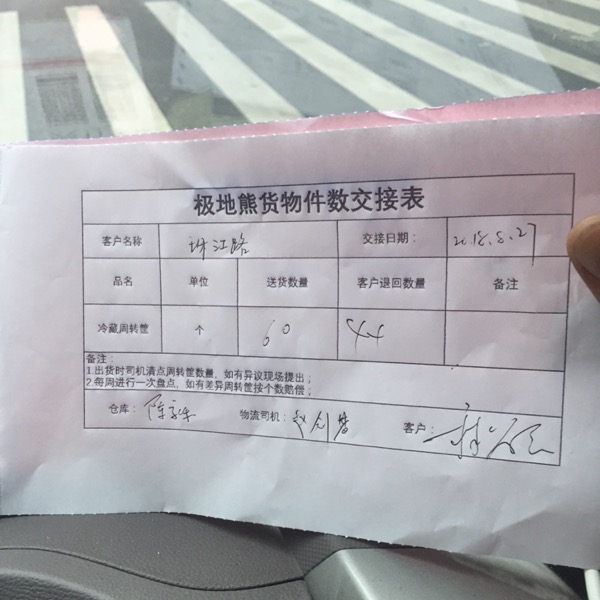 极地熊货物件数交接表
客户名称 珠江路 交接日期: 2018.8.27
品名 单位 送货数量 客户退回数量 备注
冷藏周转筐 个 60 44
备注:
1.出货时司机清点周转筐数量,如有异议现场提出;
2.每周进行一次盘点,如有差异周转筐按个数赔偿;
仓库: 物流司机: 客户: